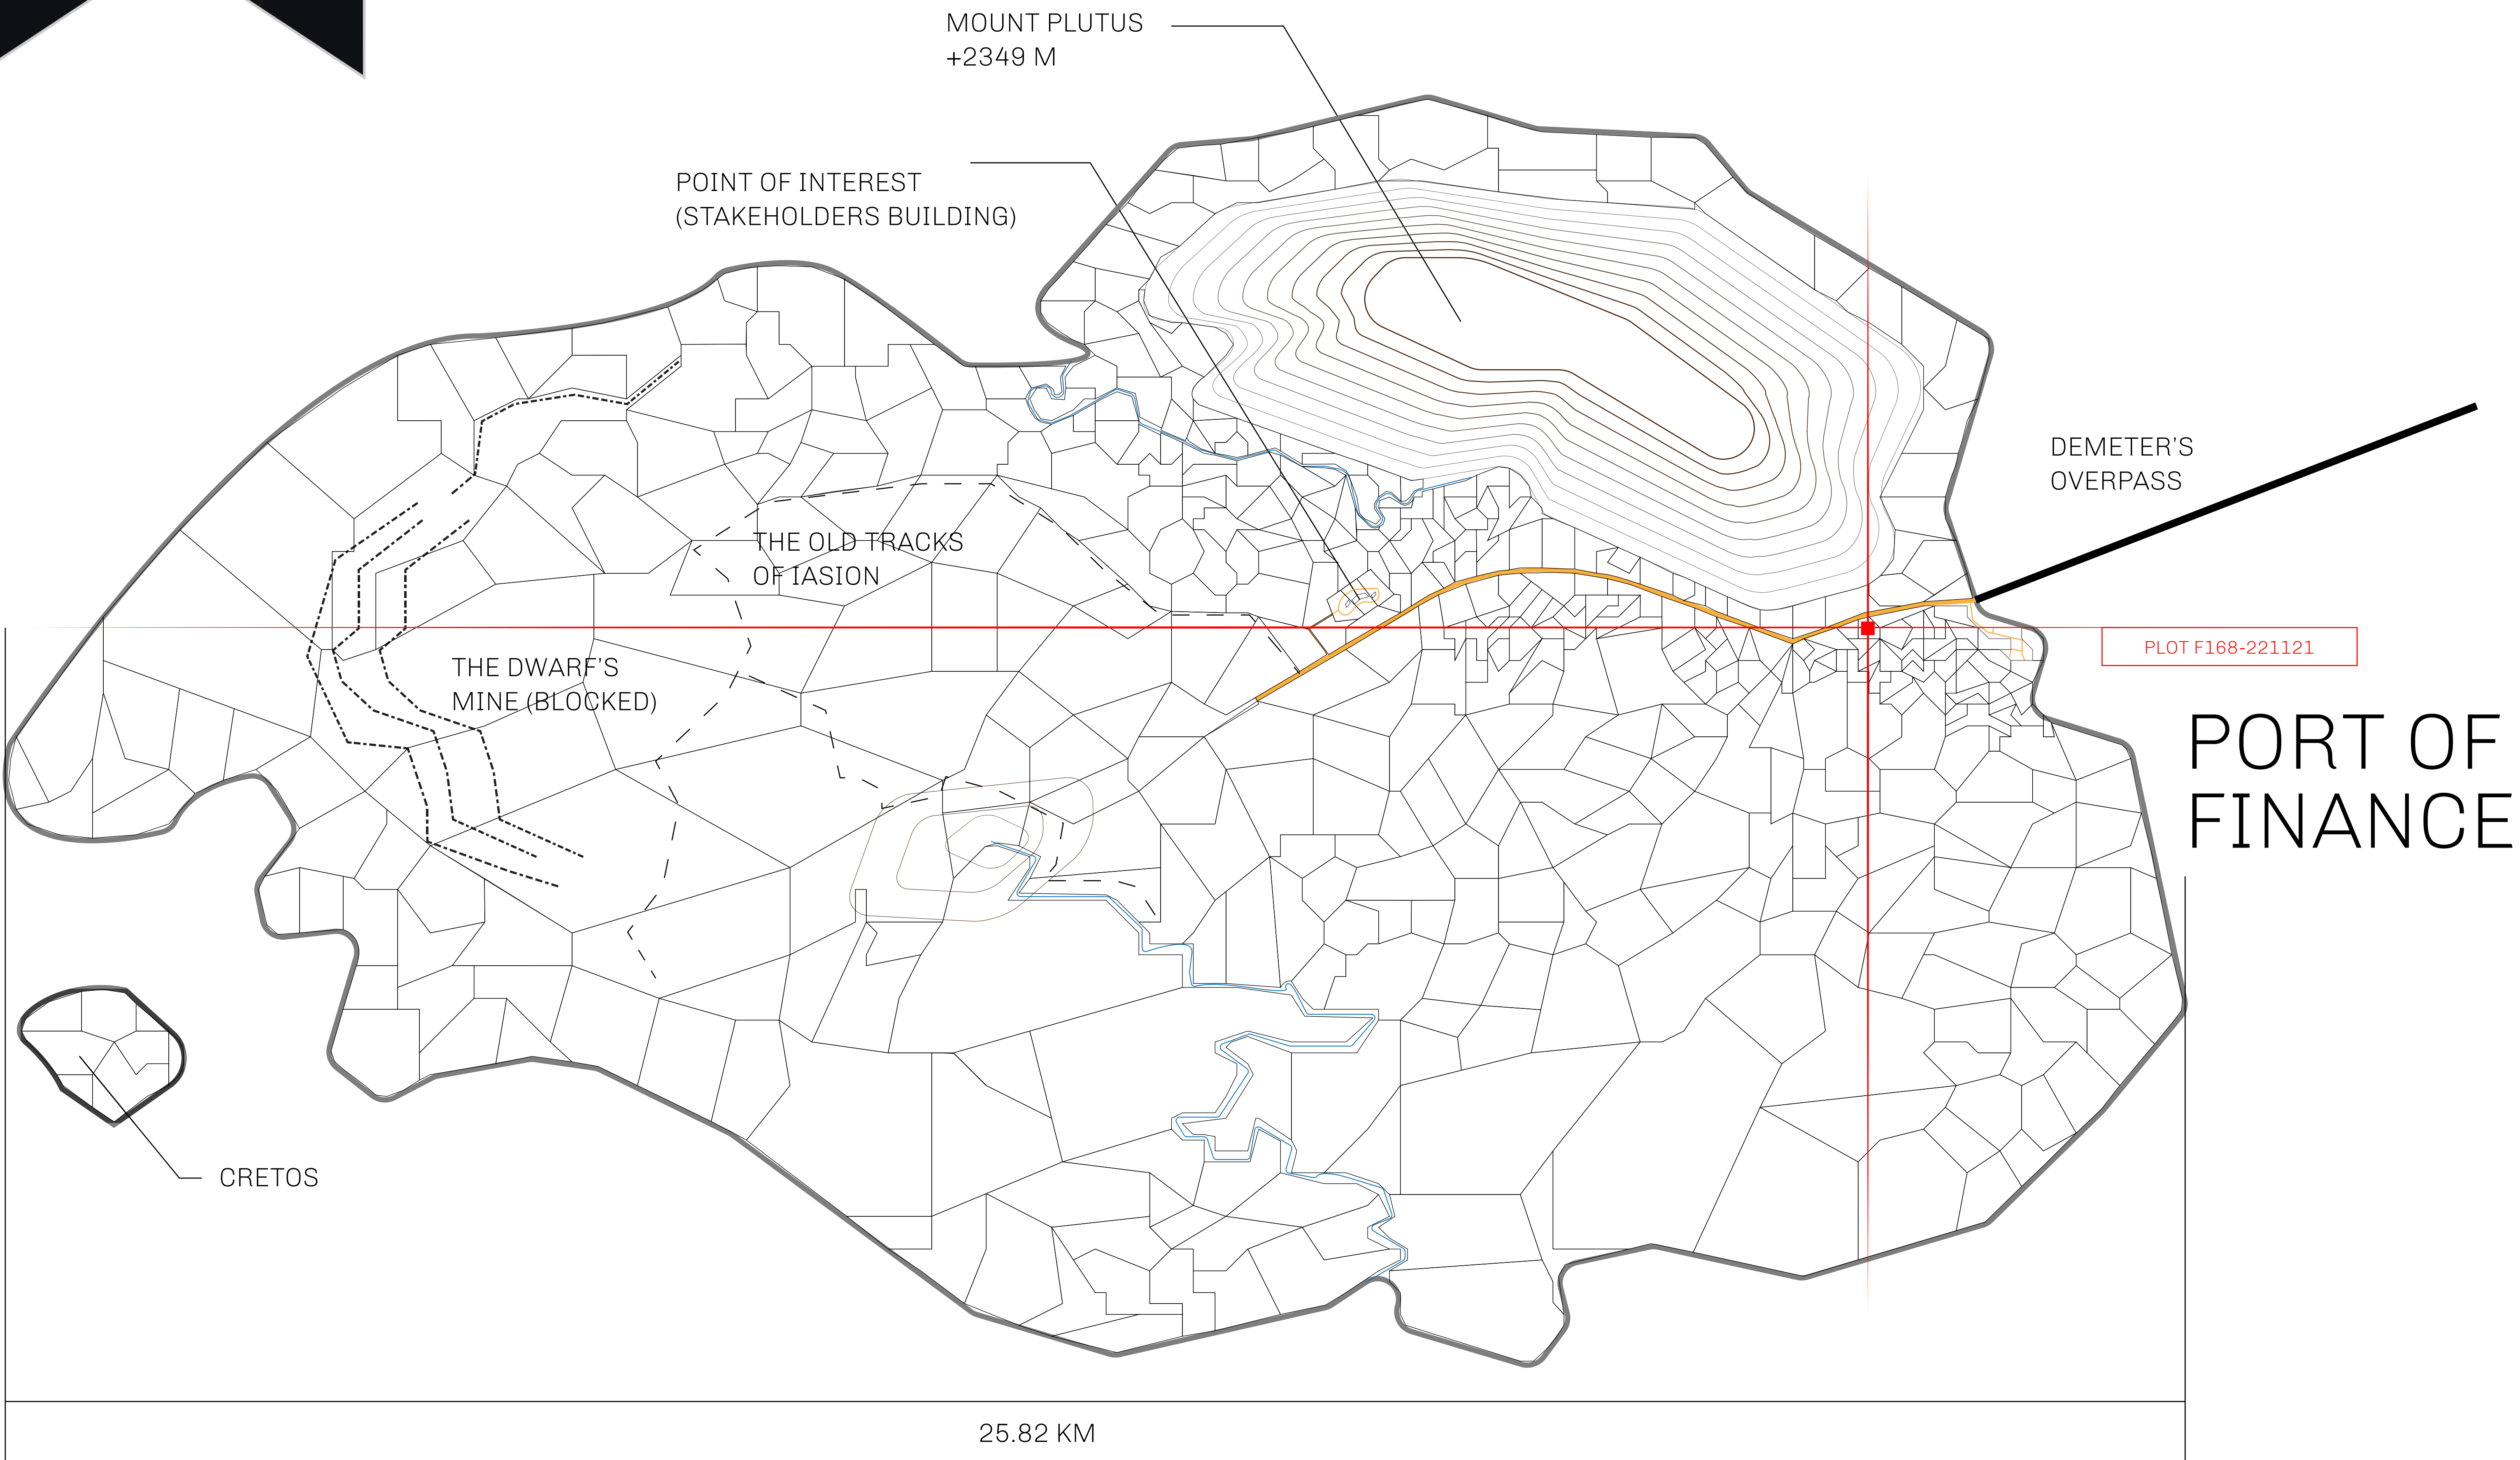 MOUNT PLUTUS
+2349 M
POINT OF INTEREST
(STAKEHOLDERS BUILDING)
DEMETER'S
OVERPASS
THE OLD TRACKS
OF IASION
THE DWARF'S
MINE (BLOCKED)
PLOT F168-221121
PORT OF
FINANCE
CRETOS
25.82 KM